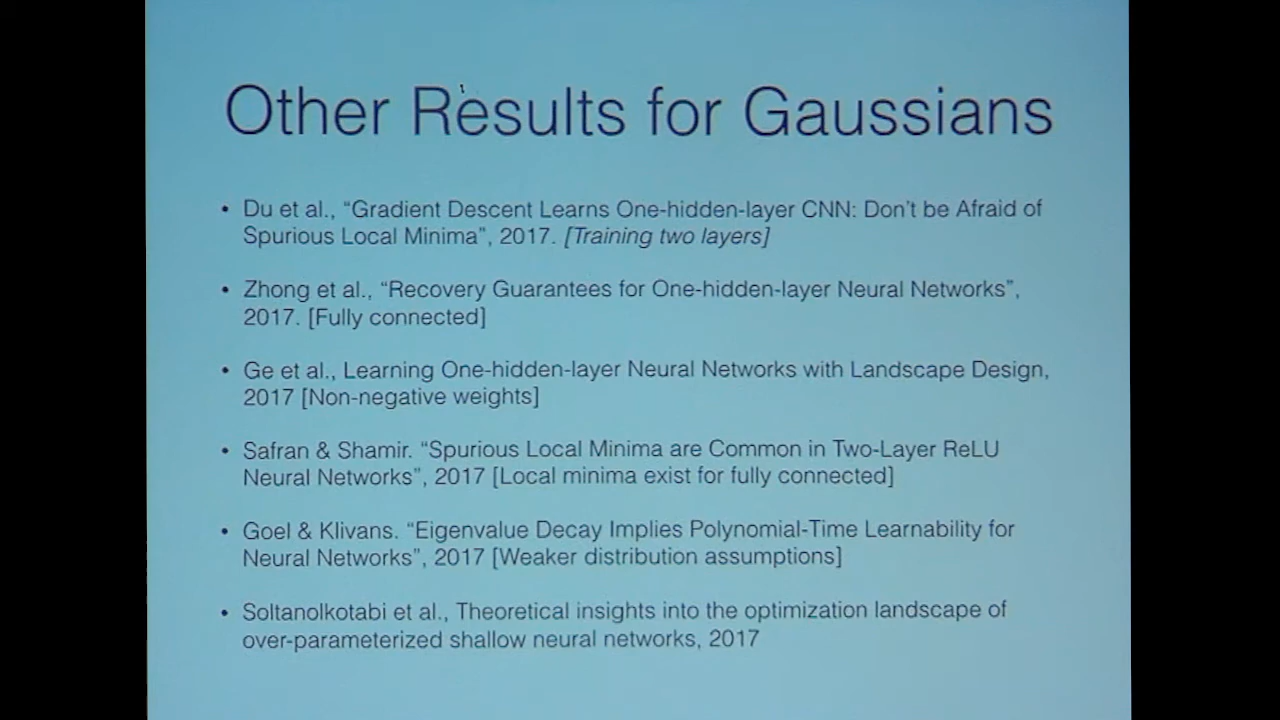 Other Results for Gaussians
• Du et al., “Gradient Descent Learns One-hidden-layer CNN: Don’t be Afraid of
Spurious Local Minima”, 2017. [Training two layers]
• Zhong et al., “Recovery Guarantees for One-hidden-layer Neural Networks”,
2017. [Fully connected]
• Ge et al., Learning One-hidden-layer Neural Networks with Landscape Design,
2017 [Non-negative weights]
• Safran & Shamir. “Spurious Local Minima are Common in Two-Layer ReLU
Neural Networks”, 2017 [Local minima exist for fully connected]
• Goel & Klivans. “Eigenvalue Decay Implies Polynomial-Time Learnability for
Neural Networks”, 2017 [Weaker distribution assumptions]
• Soltanolkotabi et al., Theoretical insights into the optimization landscape of
over-parameterized shallow neural networks, 2017